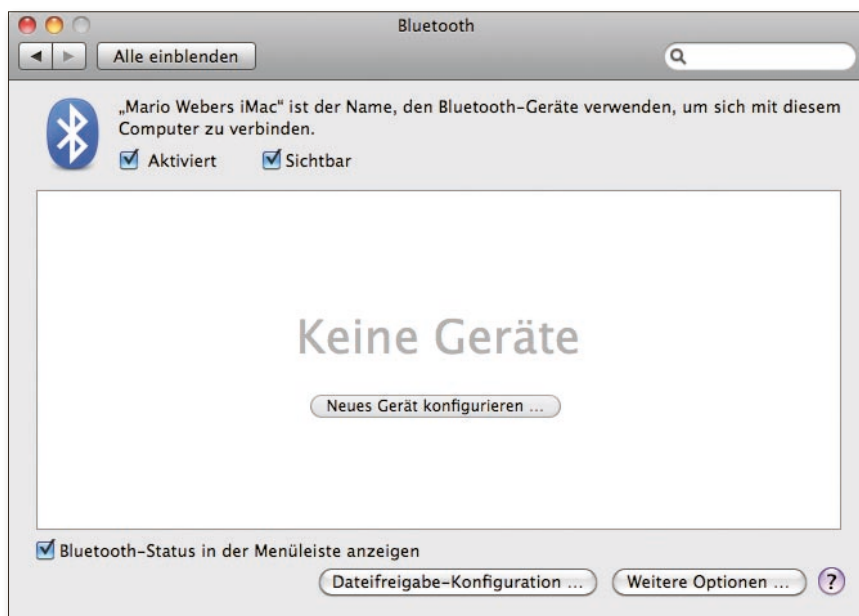 Bluetooth
Alle einblenden
„Mario Webers iMac“ ist der Name, den Bluetooth-Geräte verwenden, um sich mit diesem
Computer zu verbinden.
Aktiviert Sichtbar
Keine Geräte
Neues Gerät konfigurieren ...
Bluetooth-Status in der Menüleiste anzeigen
Dateifreigabe-Konfiguration ... Weitere Optionen ... ?